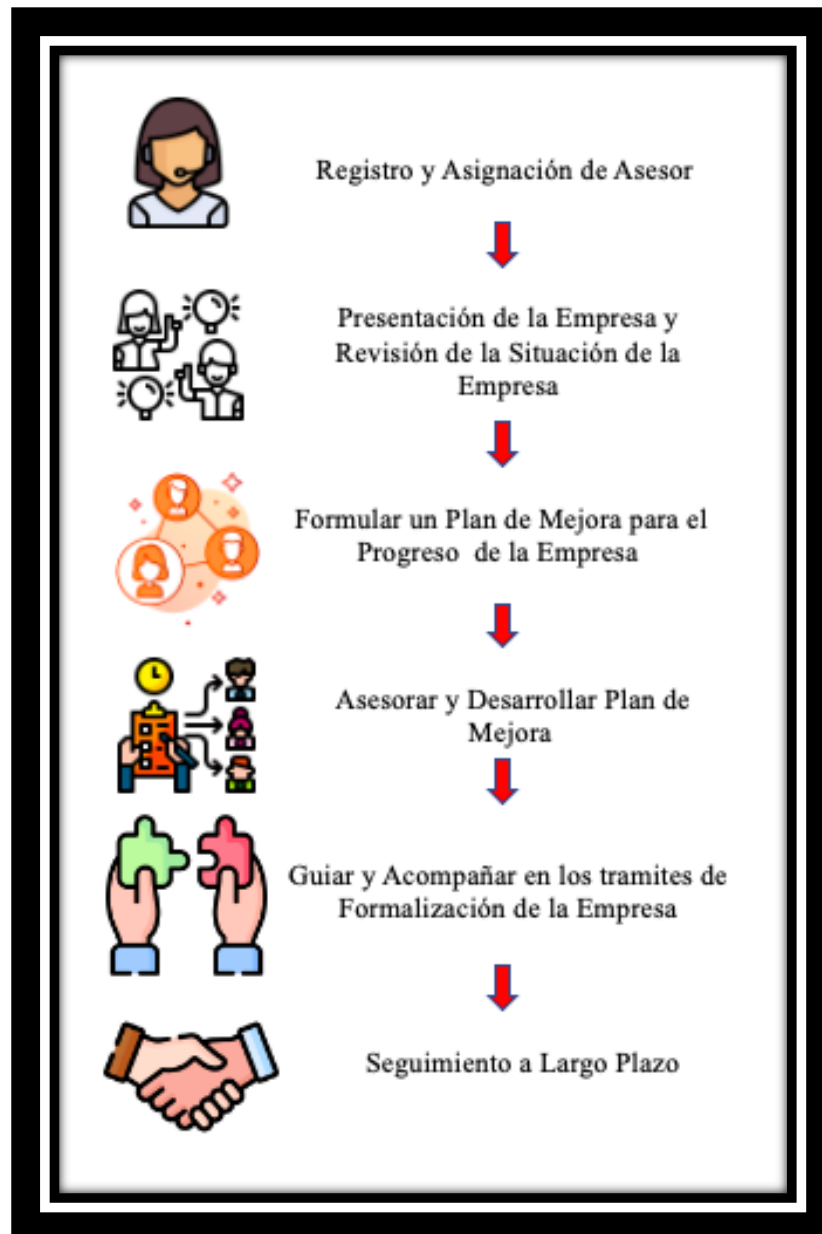 Registro y Asignación de Asesor
Presentación de la Empresa y
Revisión de la Situación de la
Empresa
Formular un Plan de Mejora para el
Progreso de la Empresa
Asesorar y Desarrollar Plan de
Mejora
Guiar y Acompañar en los tramites de
Formalización de la Empresa
Seguimiento a Largo Plazo